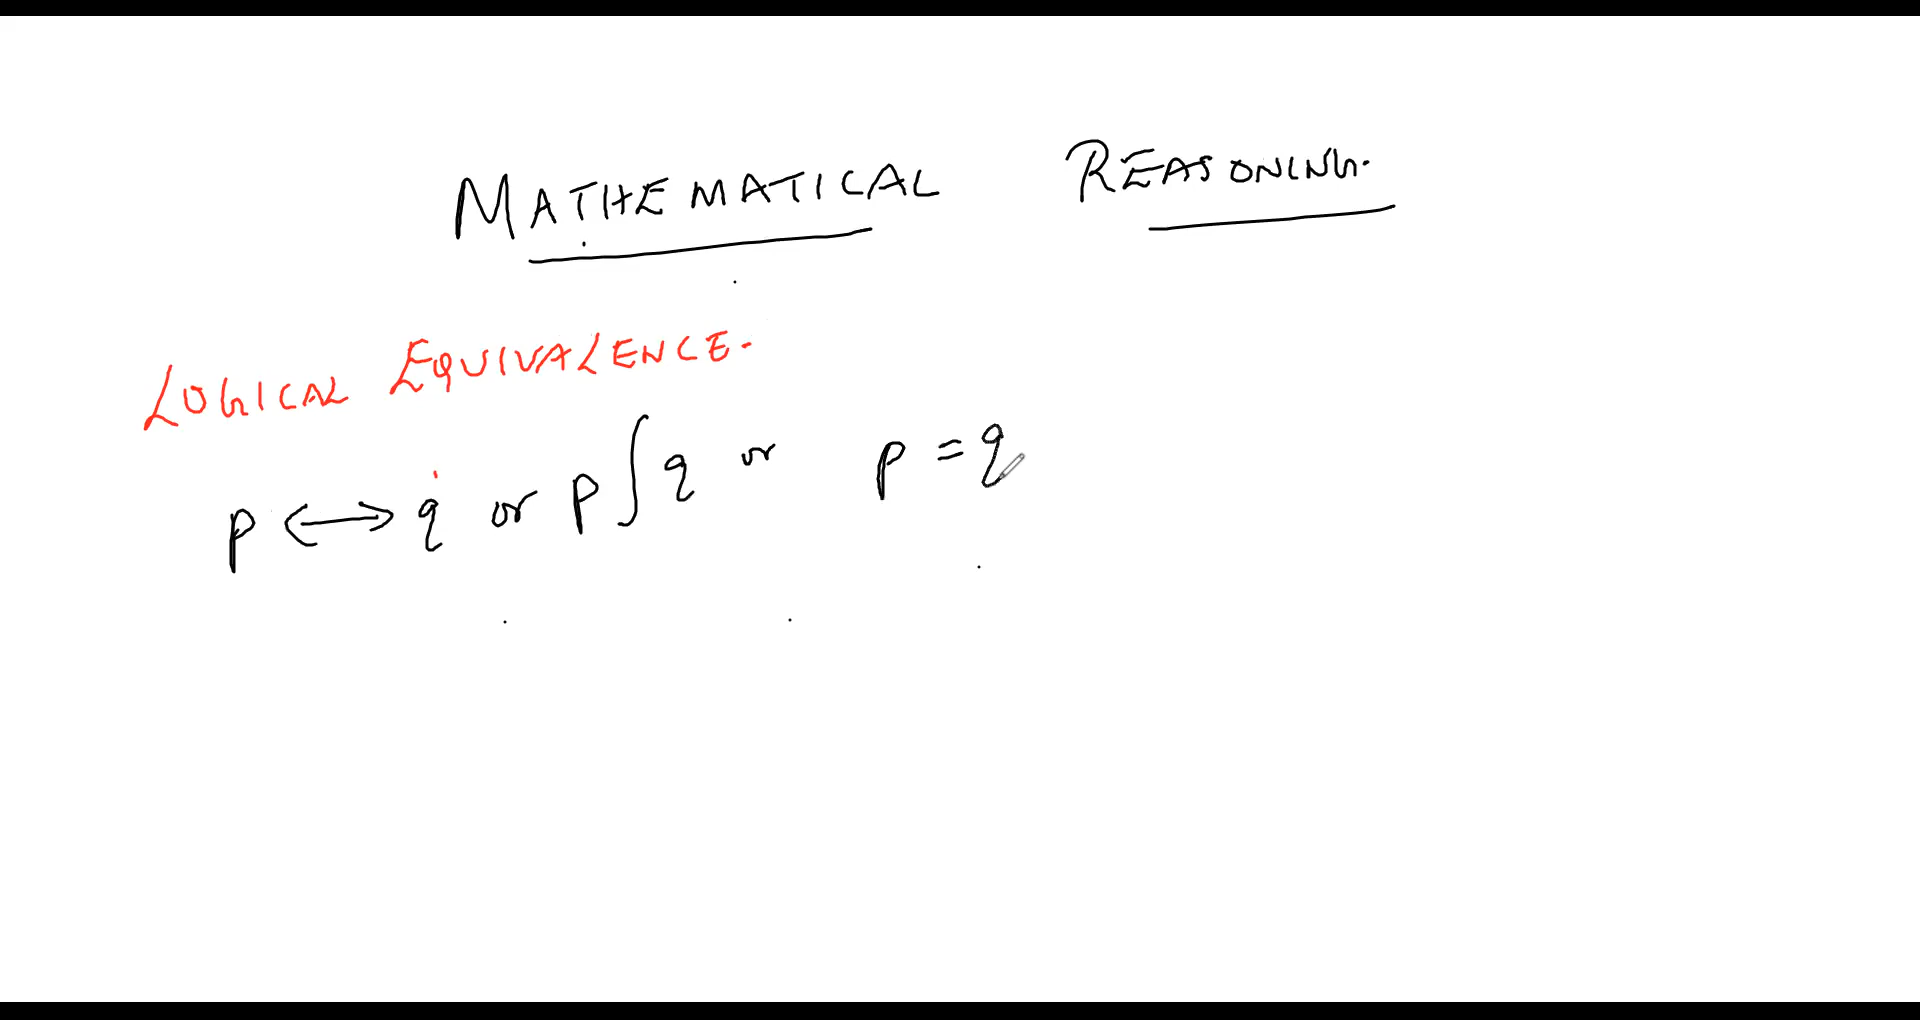 MATHEMATICAL REASONING.
LOGICAL EQUIVALENCE.
p ⟷ q or p ∫ q or p = q